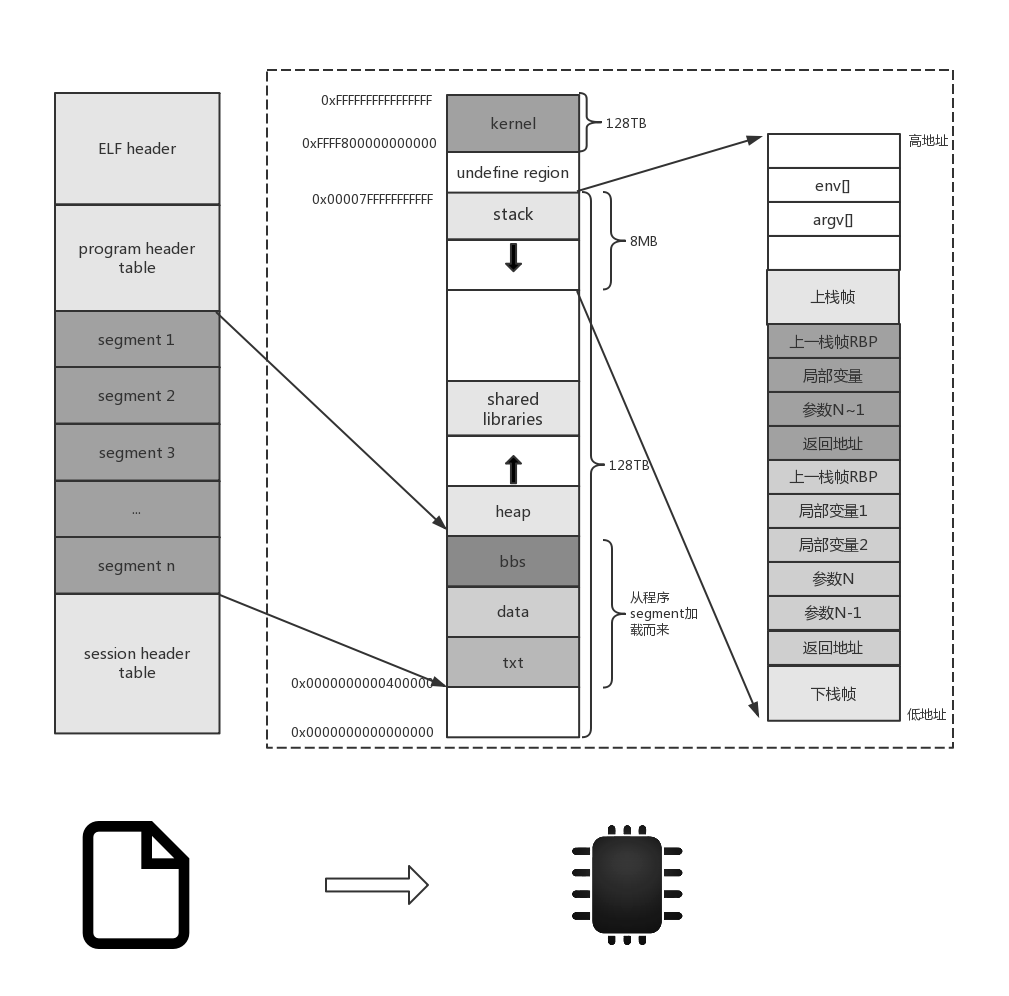 ELF header
program header
table
segment 1
segment 2
segment 3
...
segment n
session header
table
0xFFFFFFFFFFFFFFFF
0xFFFF800000000000
0x00007FFFFFFFFFFF
0x0000000000400000
0x0000000000000000
kernel
undefine region
stack
shared
libraries
heap
bbs
data
txt
128TB
8MB
128TB
从程序
segment加
载而来
高地址
env[]
argv[]
上栈帧
上一栈帧RBP
局部变量
参数N~1
返回地址
上一栈帧RBP
局部变量1
局部变量2
参数N
参数N-1
返回地址
下栈帧
低地址